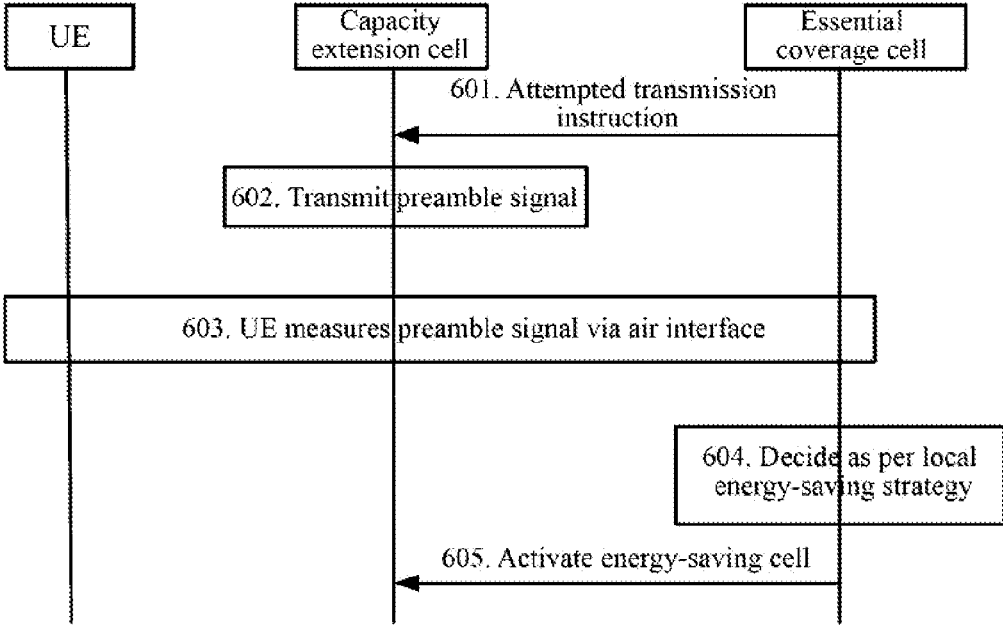 UE
Capacity
extension cell
Essential
coverage cell
601. Attempted transmission
instruction
602. Transmit preamble signal
603. UE measures preamble signal via air interface
604. Decide as per local
energy-saving strategy
605. Activate energy-saving cell